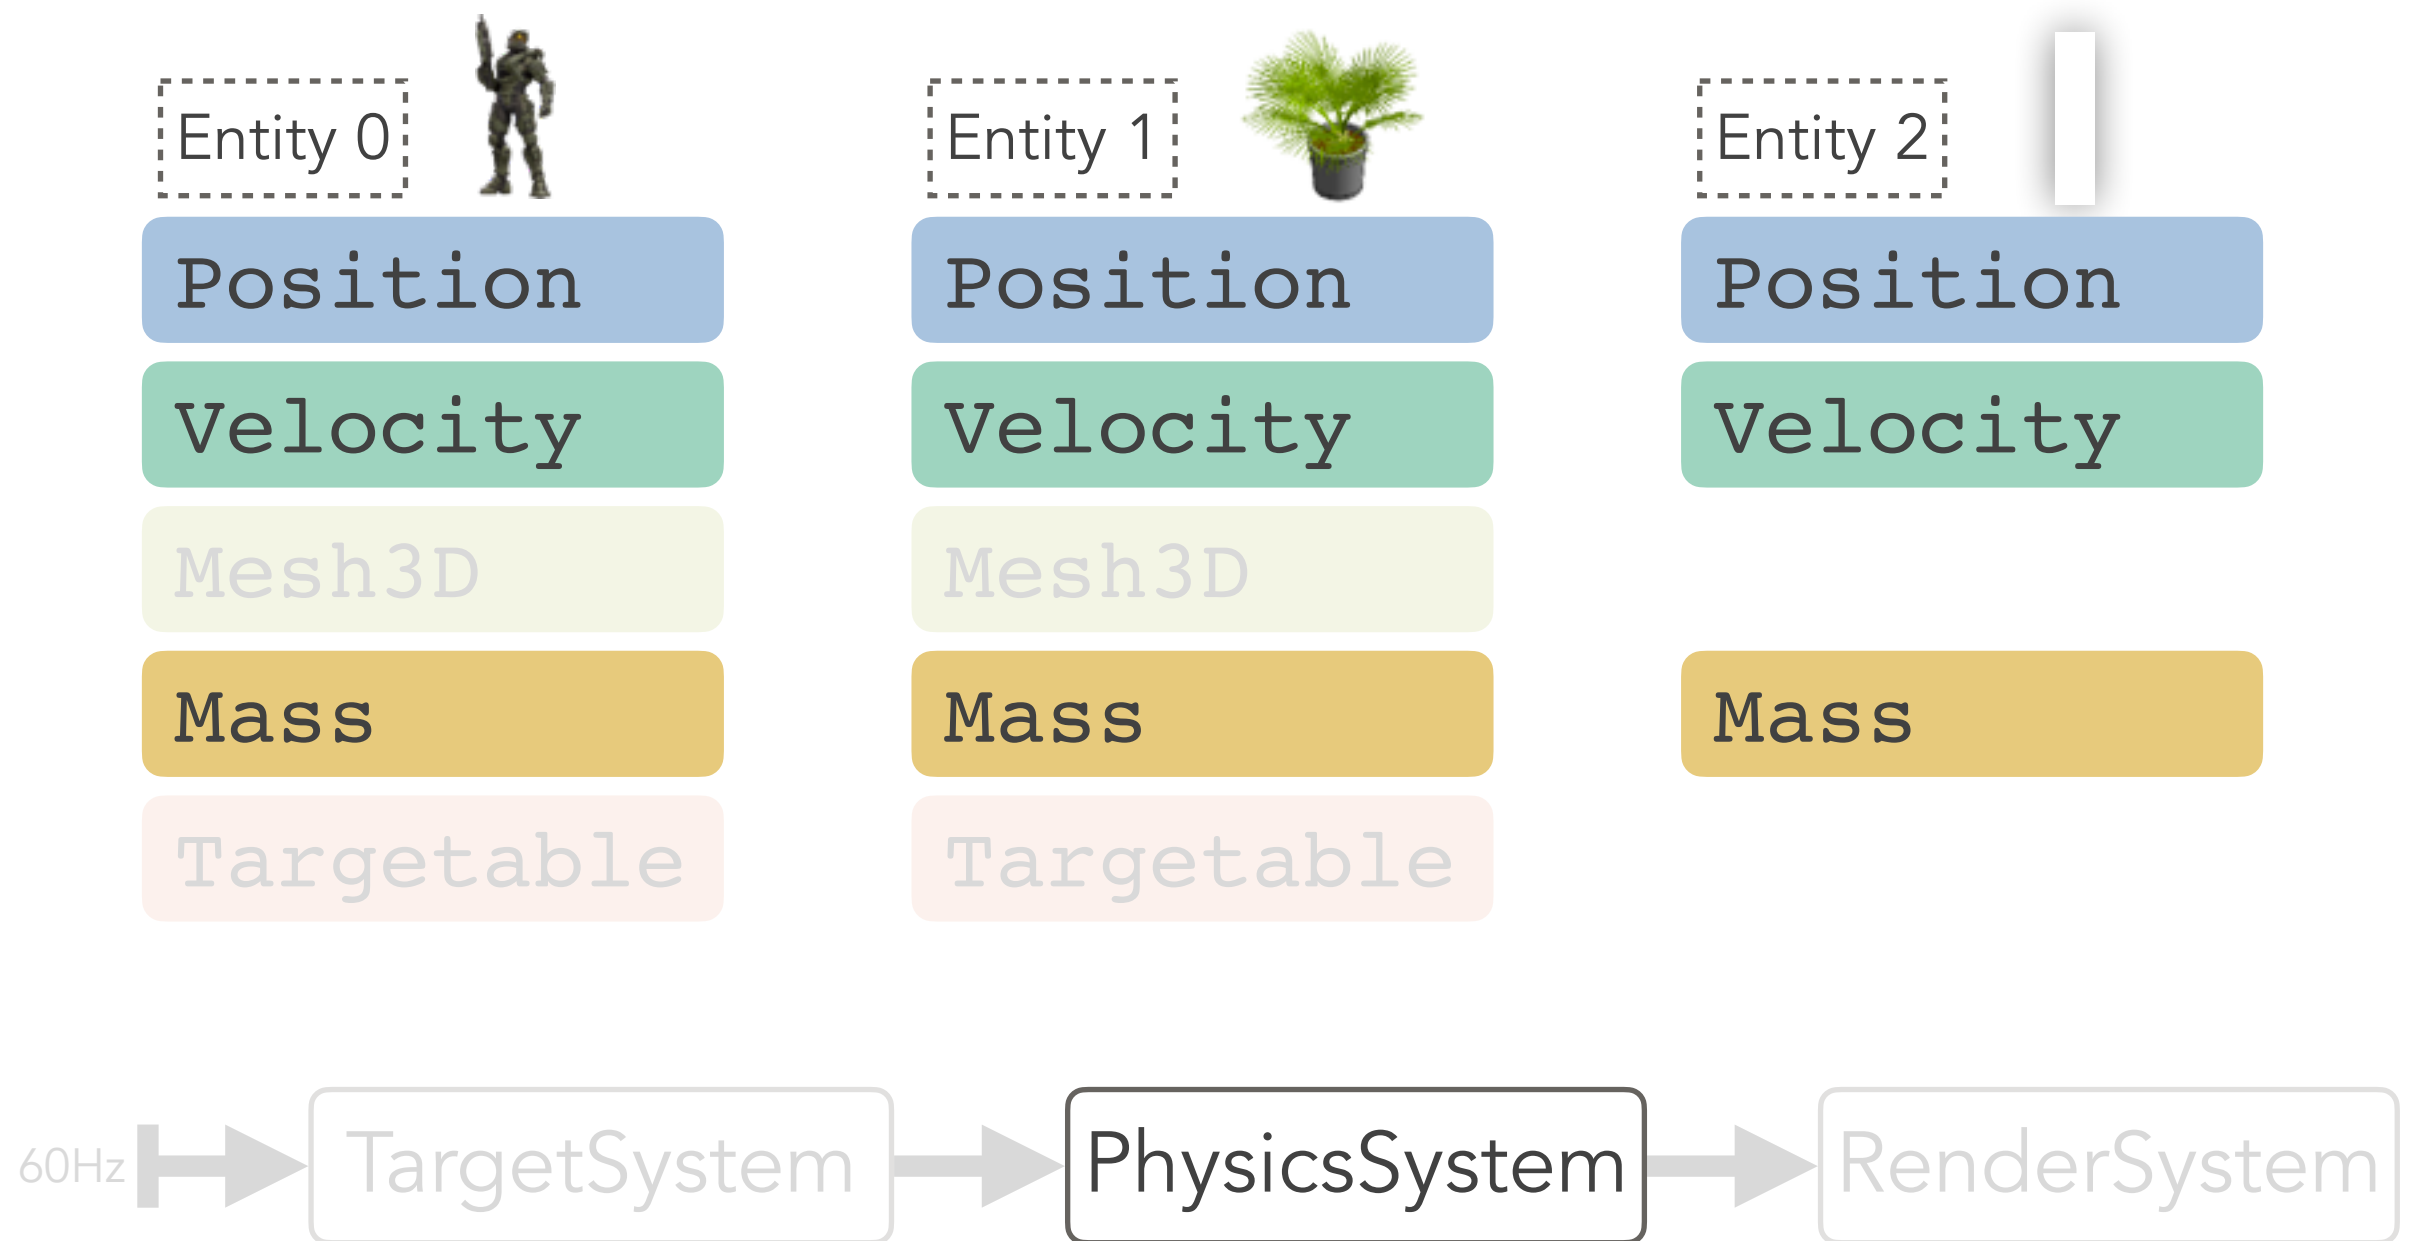 Entity 0
Entity 1
Entity 2
Position
Position
Position
Velocity
Velocity
Velocity
Mesh3D
Mesh3D
Mass
Mass
Mass
Targetable
Targetable
60Hz
TargetSystem
PhysicsSystem
RenderSystem